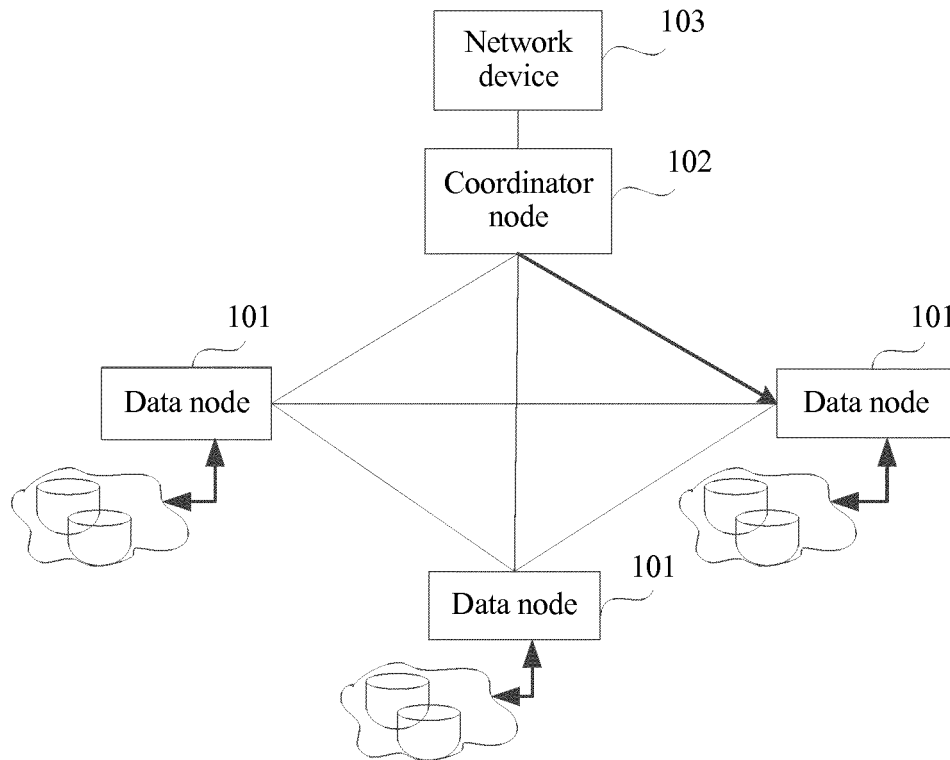 103
Network
device
102
Coordinator
node
101
Data node
101
Data node
101
Data node